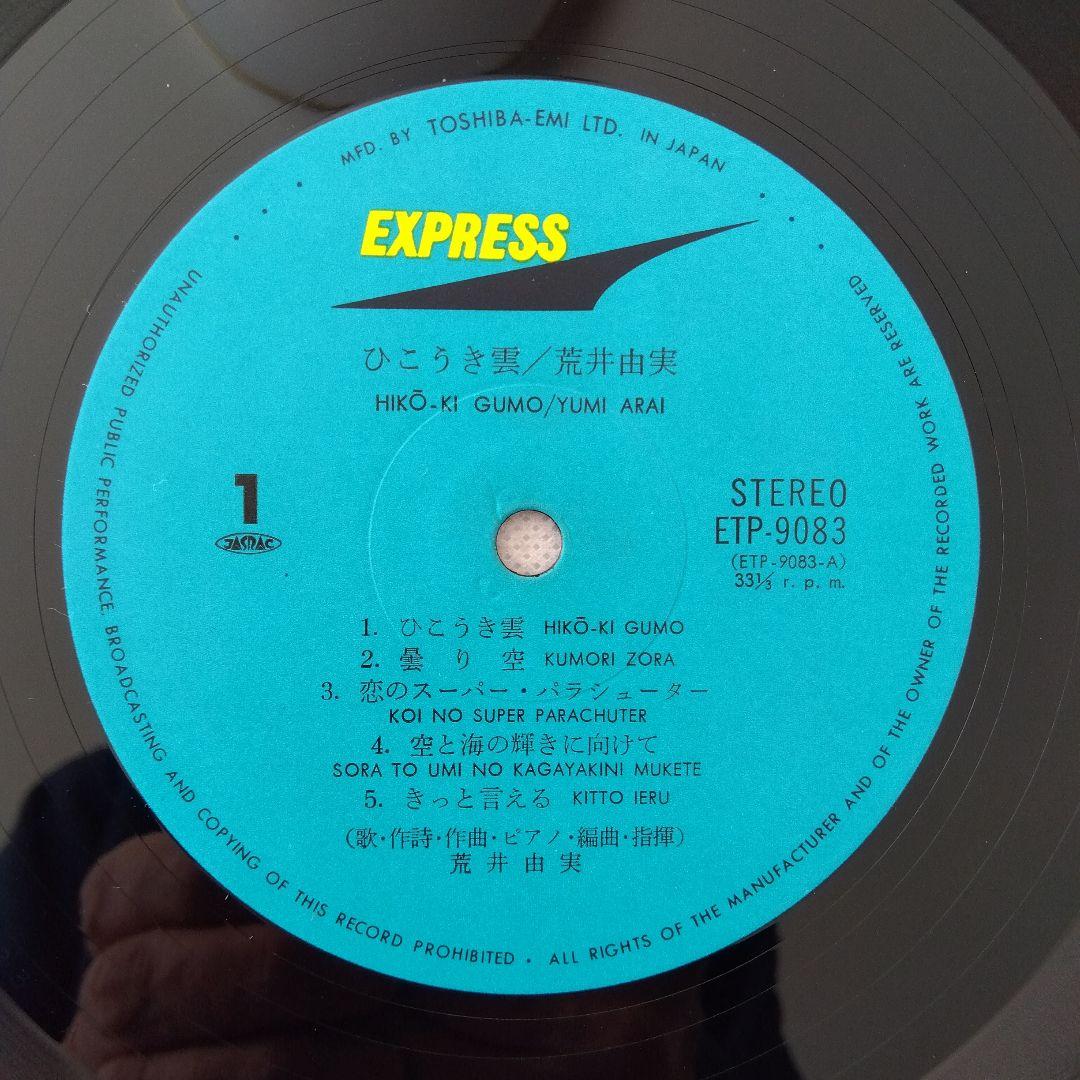 MFD. BY TOSHIBA-EMI LTD. IN JAPAN
EXPRESS
ひこうき雲／荒井由実
HIKŌ-KI GUMO/YUMI ARAI
1
JASRAC
STEREO
ETP-9083
(ETP-9083-A)
33⅓ r. p. m.
1. ひこうき雲 HIKŌ-KI GUMO
2. 曇り空 KUMORI ZORA
3. 恋のスーパー・パラシューター
KOI NO SUPER PARACHUTER
4. 空と海の輝きに向けて
SORA TO UMI NO KAGAYAKINI MUKETE
5. きっと言える KITTO IERU
(歌・作詩・作曲・ピアノ・編曲・指揮)
荒井由実
UNAUTHORIZED PUBLIC PERFORMANCE, BROADCASTING AND COPYING OF THIS RECORD PROHIBITED • ALL RIGHTS OF THE MANUFACTURER AND OF THE OWNER OF THE RECORDED WORK ARE RESERVED